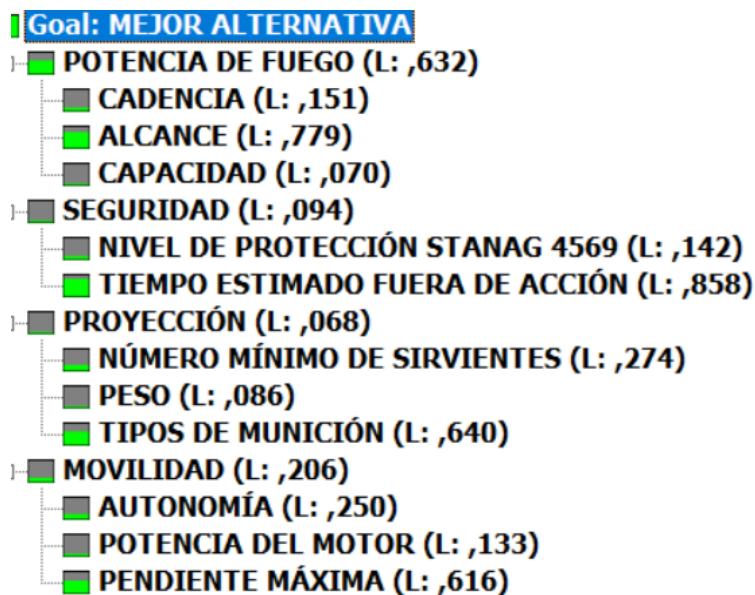 Goal: MEJOR ALTERNATIVA
POTENCIA DE FUEGO (L: ,632)
CADENCIA (L: ,151)
ALCANCE (L: ,779)
CAPACIDAD (L: ,070)
SEGURIDAD (L: ,094)
NIVEL DE PROTECCIÓN STANAG 4569 (L: ,142)
TIEMPO ESTIMADO FUERA DE ACCIÓN (L: ,858)
PROYECCIÓN (L: ,068)
NÚMERO MÍNIMO DE SIRVIENTES (L: ,274)
PESO (L: ,086)
TIPOS DE MUNICIÓN (L: ,640)
MOVILIDAD (L: ,206)
AUTONOMÍA (L: ,250)
POTENCIA DEL MOTOR (L: ,133)
PENDIENTE MÁXIMA (L: ,616)